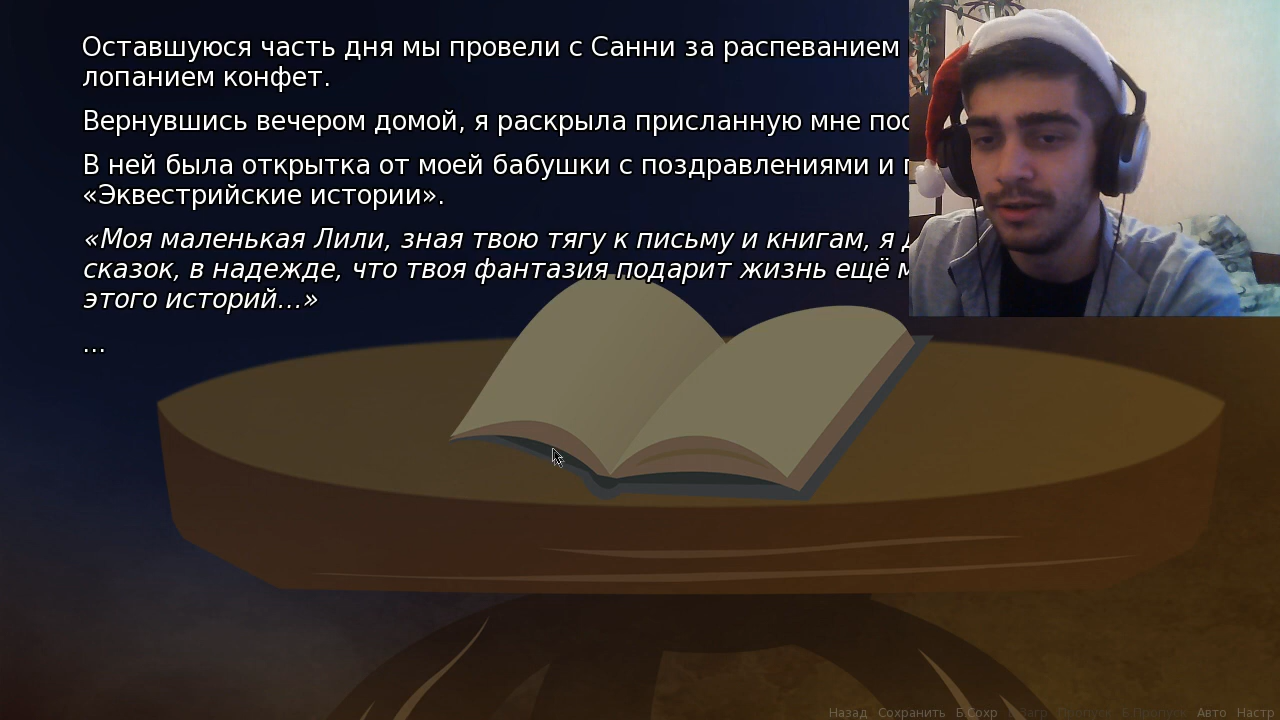 Оставшуюся часть дня мы провели с Санни за распеванием
лопанием конфет.
Вернувшись вечером домой, я раскрыла присланную мне
В ней была открытка от моей бабушки с поздравлениями и
«Эквестрийские истории».
«Моя маленькая Лили, зная твою тягу к письму и книгам, я
сказок, в надежде, что твоя фантазия подарит жизнь ещё
этого историй...»
...
Назад Сохранить Б.Сохр Пропуск Авто Настр